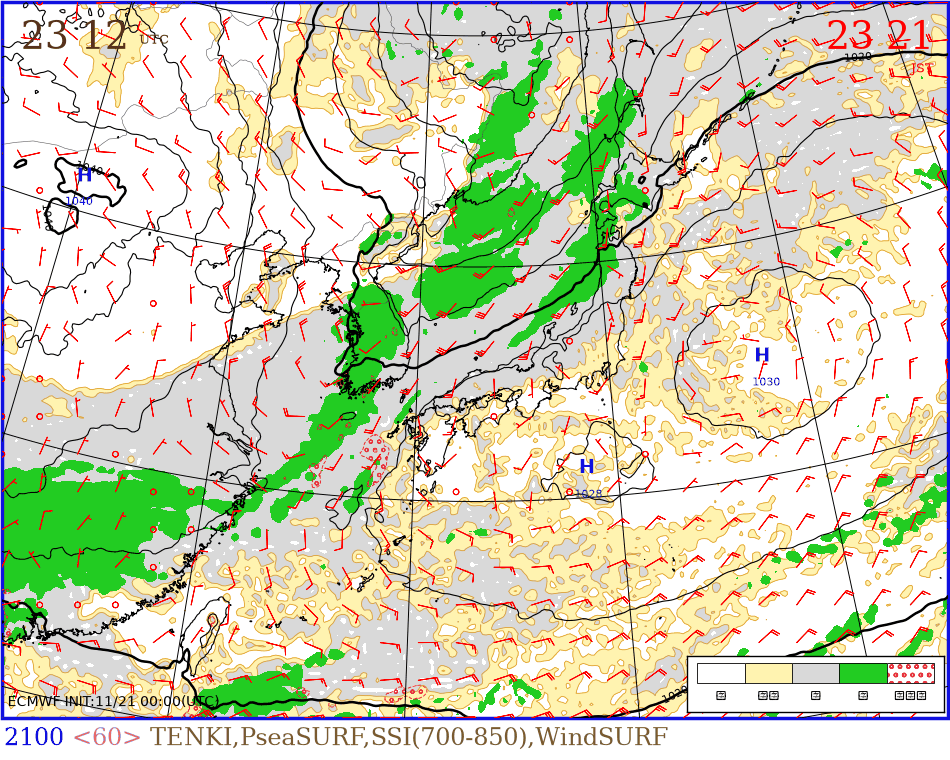 23 12 UTC
23 21
JST
1020
1040
H
1040
1040
H
1030
H
1028
1020
ECMWF INIT:11/21 00:00(UTC)
2100 <60> TENKI,PseaSURF,SSI(700-850),WindSURF